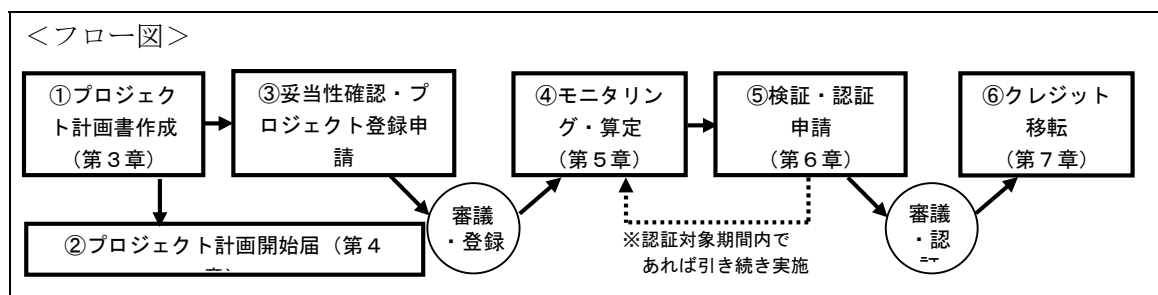 ＜フロー図＞
①プロジェク
ト計画書作成
（第３章）
③妥当性確認・プ
ロジェクト登録申
請
④モニタリン
グ・算定
（第５章）
⑤検証・認証
申請
（第６章）
⑥クレジット
移転
（第７章）
②プロジェクト計画開始届（第４
審議
・登録
※認証対象期間内で
あれば引き続き実施
審議
・認